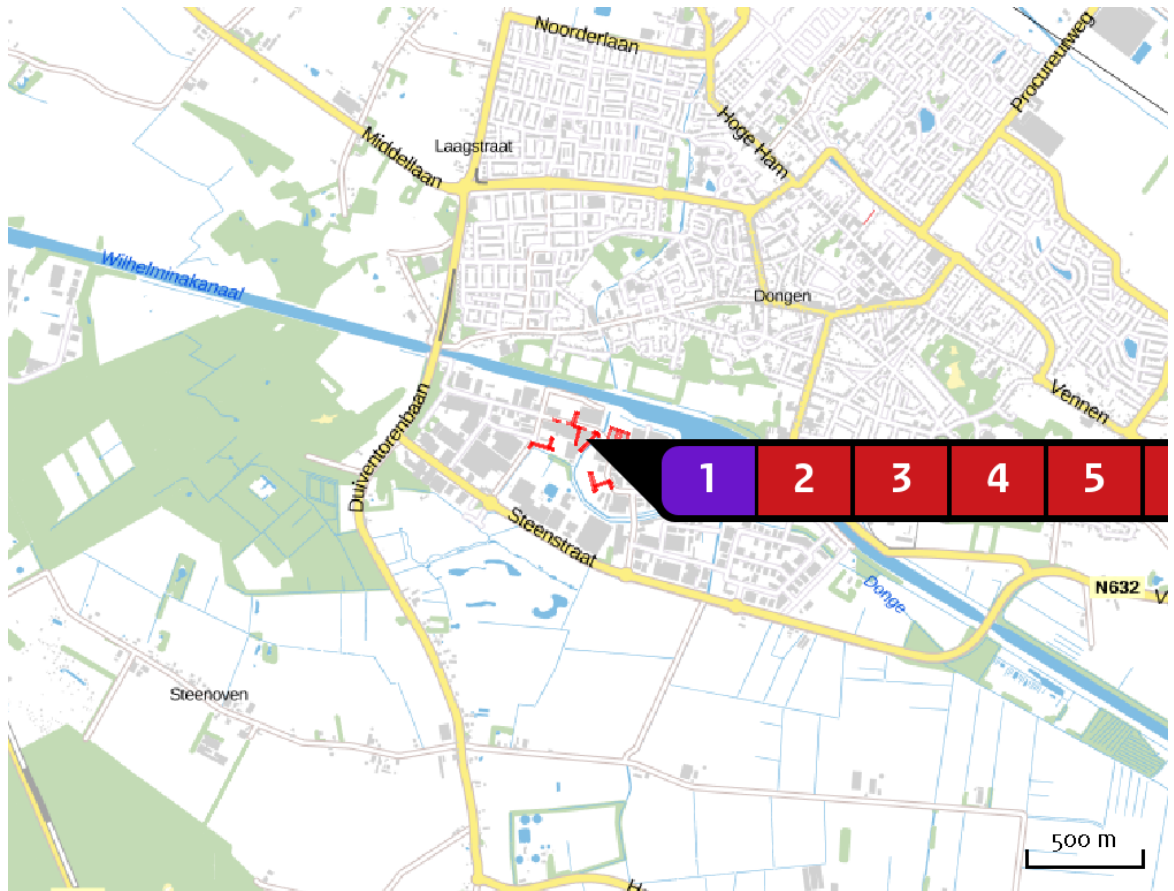 Noorderlaan
Procureurweg
Hoge Ham
Middellaan
Laagstraat
Wilhelminakanaal
Dongen
Vennen
Duiventorenbaan
1 2 3 4 5
Steenstraat
Donge
N632
Steenoven
500 m